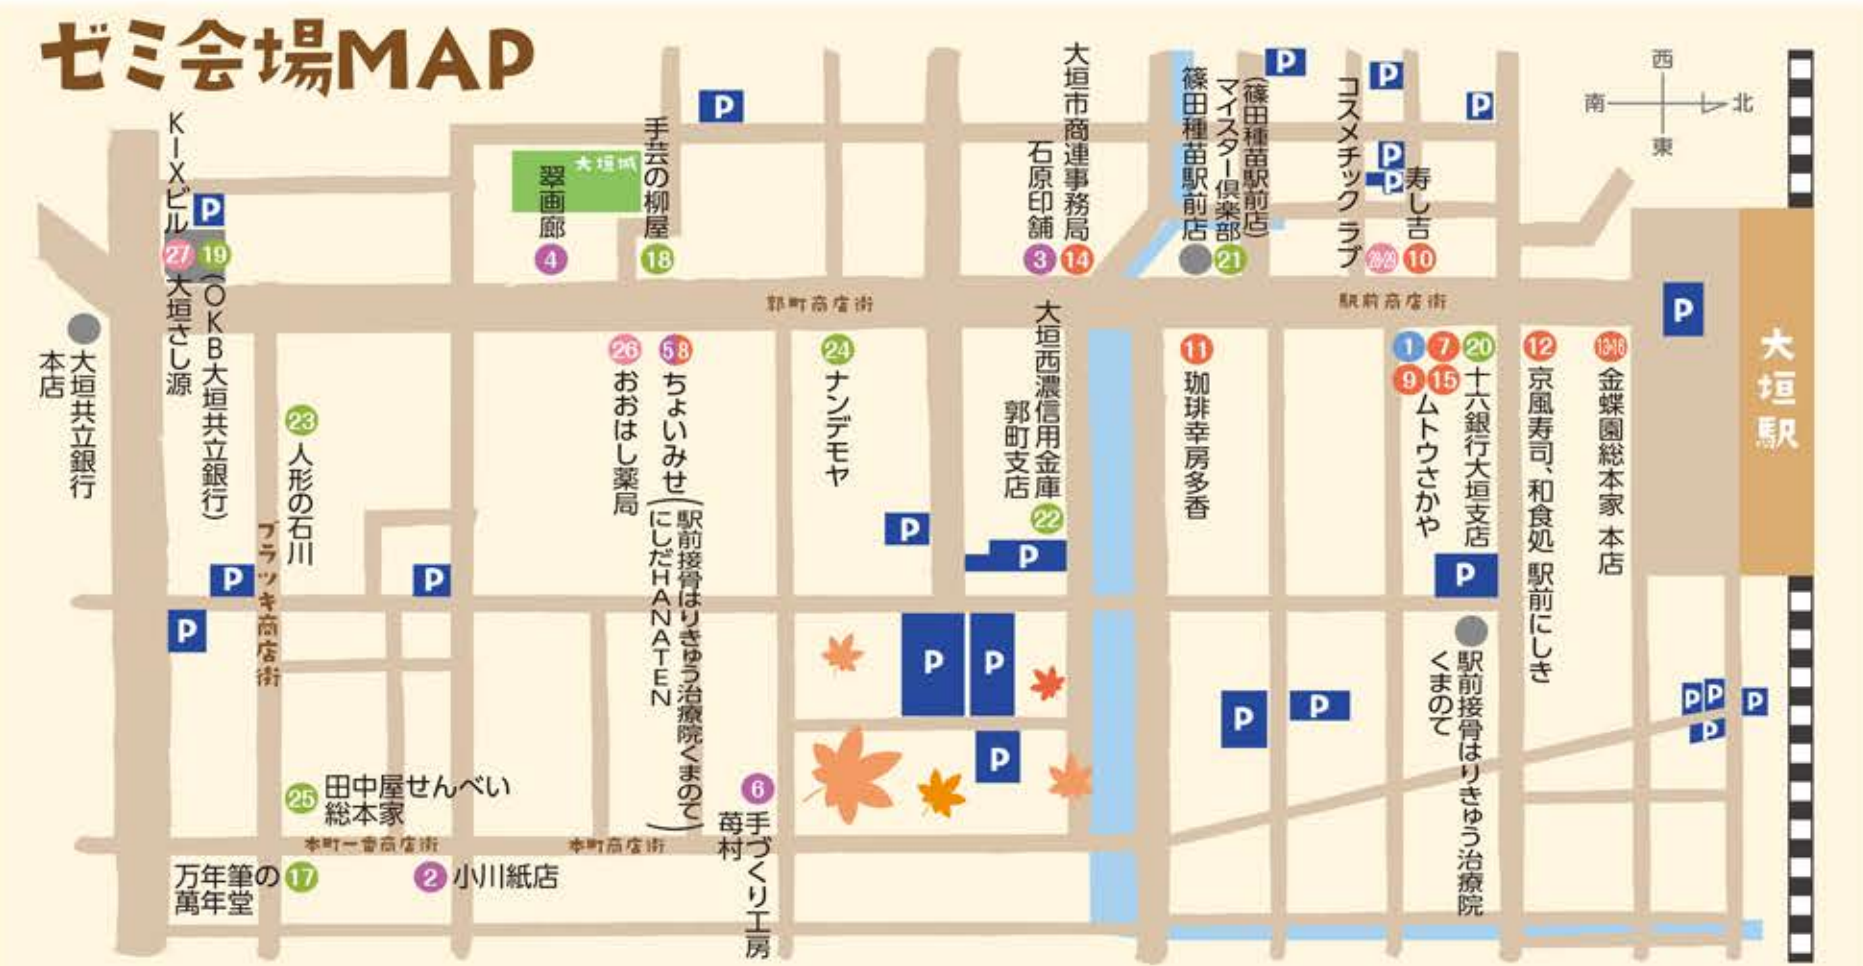 ゼミ会場MAP
西
南
北
東
KIXビル
P
27
19
大垣さし源
(OKB大垣共立銀行)
大垣共立銀行
本店
23
人形の石川
ブラツキ商店街
P
P
P
大垣城
翠画廊
4
手芸の柳屋
18
P
郭町商店街
26
おおはし薬局
58
ちょいみせ
(駅前接骨はりきゅう治療院くまのて)
にしだHANATEN
24
ナンデモヤ
大垣市商連事務局
14
石原印舗
3
大垣西濃信用金庫
郭町支店
22
P
P
P
P
P
篠田種苗駅前店
マイスター倶楽部
(篠田種苗駅前店)
21
P
コスメチック ラブ
28・29
寿し吉
10
P
P
P
P
駅前商店街
11
珈琲幸房多香
1
7
20
9
15
ムトウさかや
十六銀行大垣支店
12
京風寿司、和食処 駅前にしき
13・16
金蝶園総本家 本店
P
大垣駅
P
駅前接骨はりきゅう治療院
くまのて
P
P
P
P
P
P
25
田中屋せんべい
総本家
本町一番商店街
本町商店街
万年筆の
萬年堂
17
2
小川紙店
6
手づくり工房
苺村